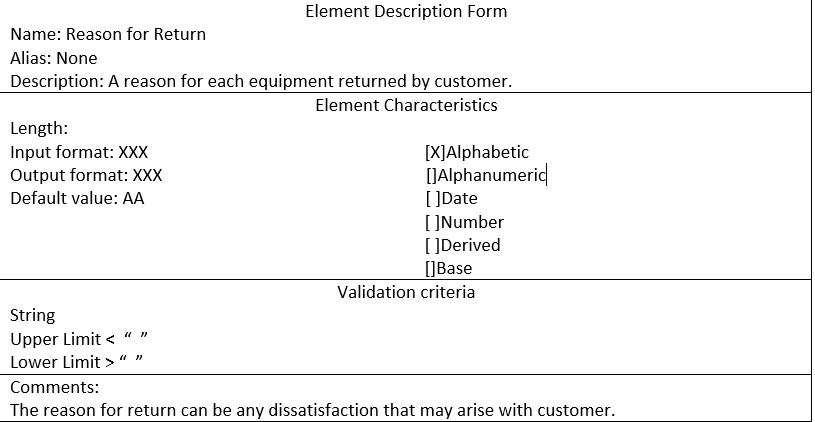 Element Description Form
Name: Reason for Return
Alias: None
Description: A reason for each equipment returned by customer.
Element Characteristics
Length:
Input format: XXX [X]Alphabetic
Output format: XXX []Alphanumeric
Default value: AA [ ]Date
[ ]Number
[ ]Derived
[]Base
Validation criteria
String
Upper Limit < “ ”
Lower Limit > “ ”
Comments:
The reason for return can be any dissatisfaction that may arise with customer.